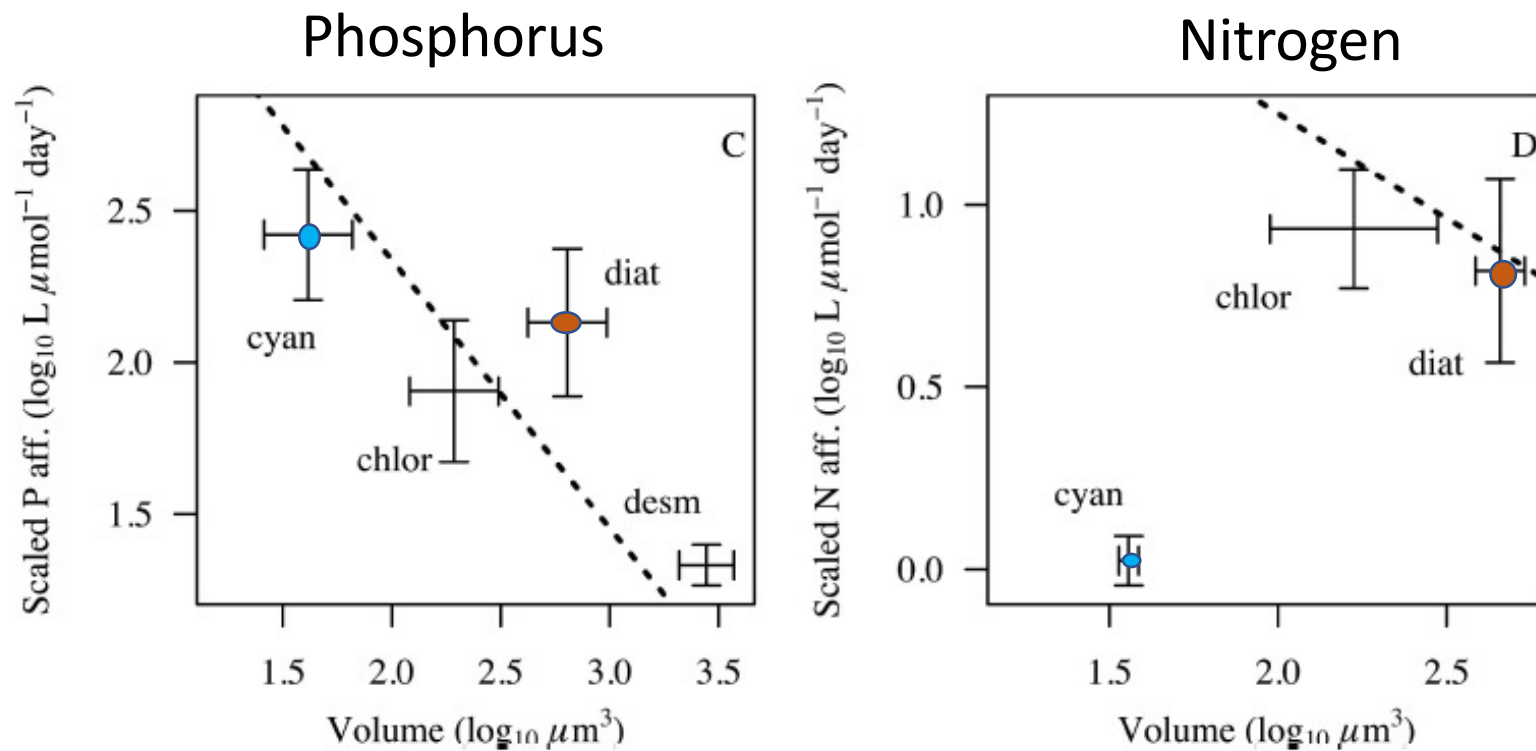 Phosphorus
Scaled P aff. (log₁₀ L μmol⁻¹ day⁻¹)
C
2.5
2.0
1.5
cyan
diat
chlor
desm
1.5 2.0 2.5 3.0 3.5
Volume (log₁₀ μm³)
Nitrogen
Scaled N aff. (log₁₀ L μmol⁻¹ day⁻¹)
D
1.0
0.5
0.0
chlor
diat
cyan
1.5 2.0 2.5
Volume (log₁₀ μm³)